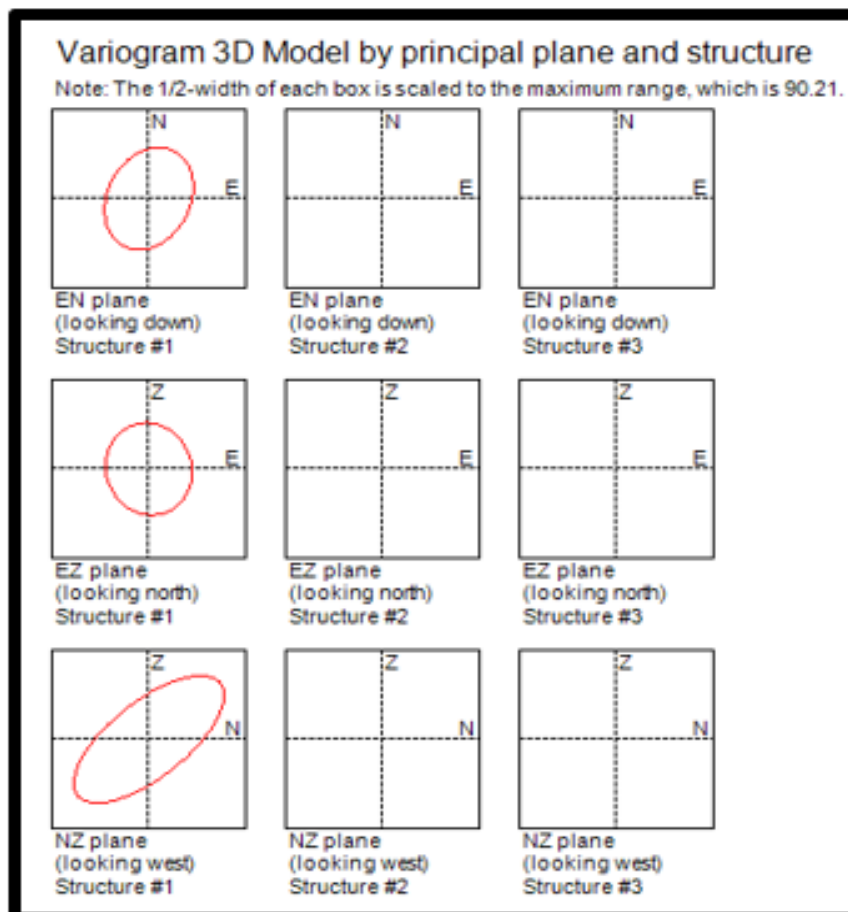 Variogram 3D Model by principal plane and structure
Note: The 1/2-width of each box is scaled to the maximum range, which is 90.21.
N N N
E E E
EN plane EN plane EN plane
(looking down) (looking down) (looking down)
Structure #1 Structure #2 Structure #3
Z Z Z
E E E
EZ plane EZ plane EZ plane
(looking north) (looking north) (looking north)
Structure #1 Structure #2 Structure #3
Z Z Z
N N N
NZ plane NZ plane NZ plane
(looking west) (looking west) (looking west)
Structure #1 Structure #2 Structure #3